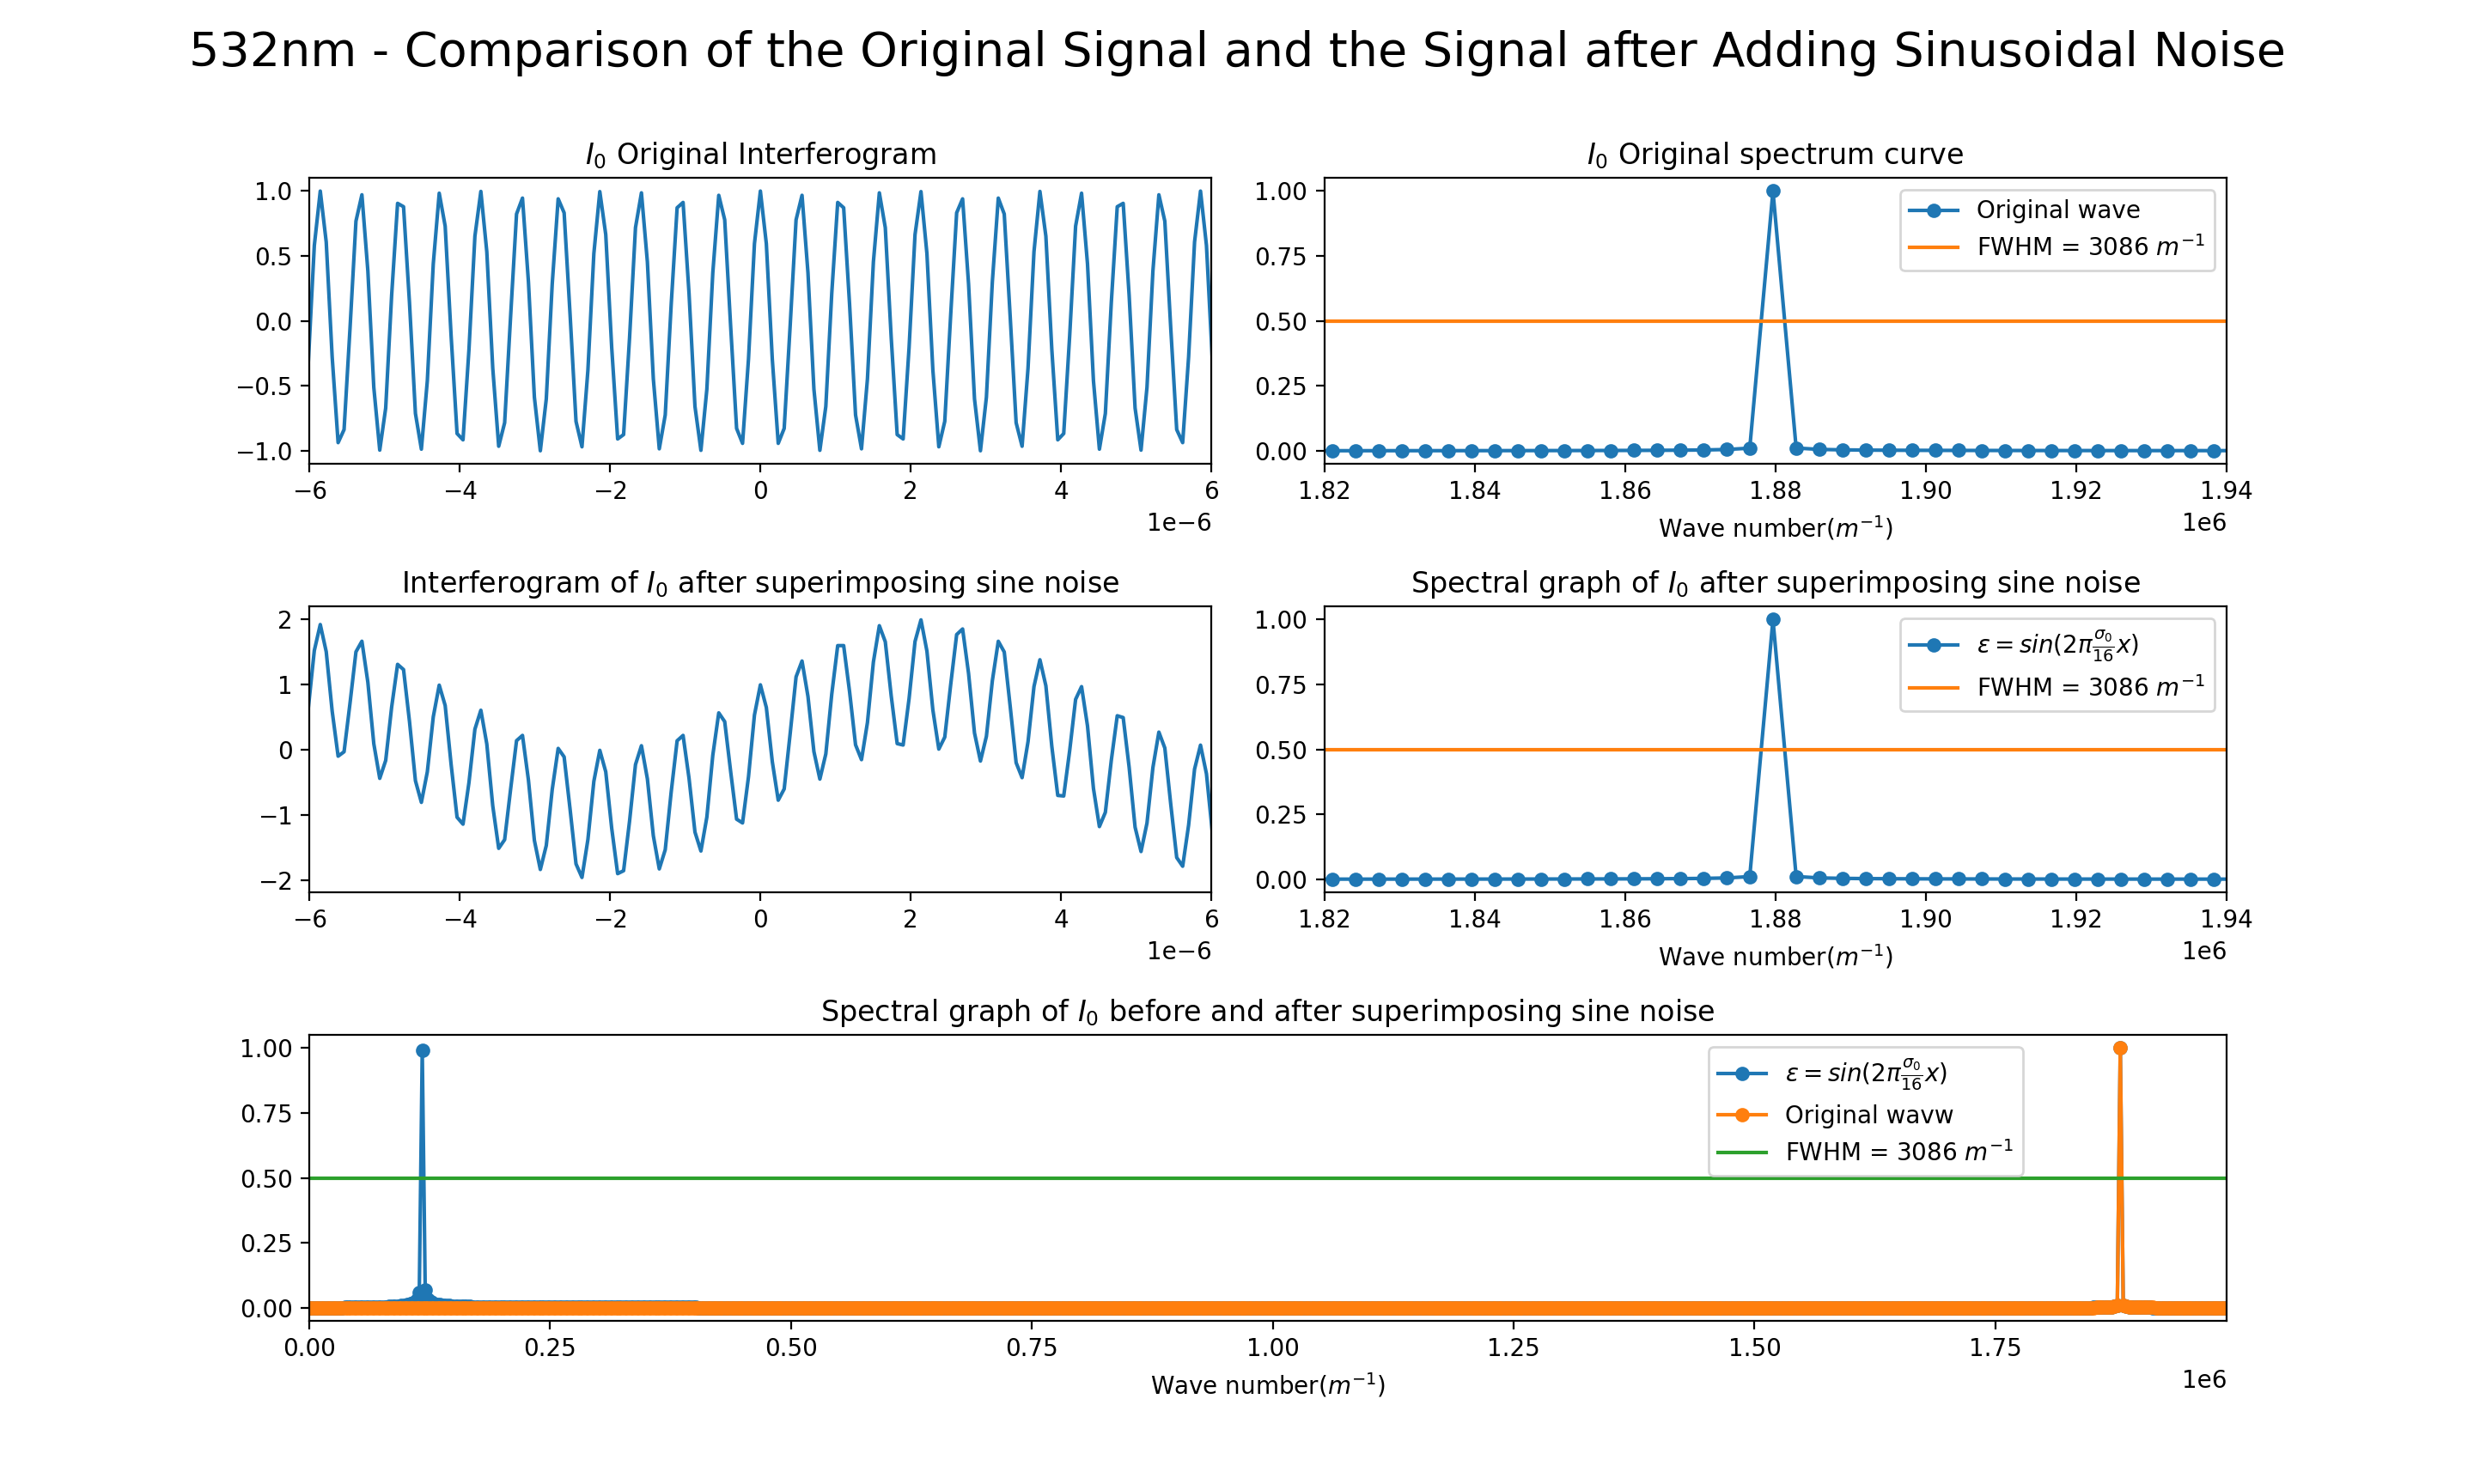 532nm - Comparison of the Original Signal and the Signal after Adding Sinusoidal Noise
I₀ Original Interferogram
1.0
0.5
0.0
−0.5
−1.0
−6 −4 −2 0 2 4 6
1e−6
I₀ Original spectrum curve
1.00
0.75
0.50
0.25
0.00
Original wave
FWHM = 3086 m⁻¹
1.82 1.84 1.86 1.88 1.90 1.92 1.94
Wave number(m⁻¹)
1e6
Interferogram of I₀ after superimposing sine noise
2
1
0
−1
−2
−6 −4 −2 0 2 4 6
1e−6
Spectral graph of I₀ after superimposing sine noise
1.00
0.75
0.50
0.25
0.00
ε = sin(2π σ₀/16 x)
FWHM = 3086 m⁻¹
1.82 1.84 1.86 1.88 1.90 1.92 1.94
Wave number(m⁻¹)
1e6
Spectral graph of I₀ before and after superimposing sine noise
1.00
0.75
0.50
0.25
0.00
ε = sin(2π σ₀/16 x)
Original wavw
FWHM = 3086 m⁻¹
0.00 0.25 0.50 0.75 1.00 1.25 1.50 1.75
Wave number(m⁻¹)
1e6